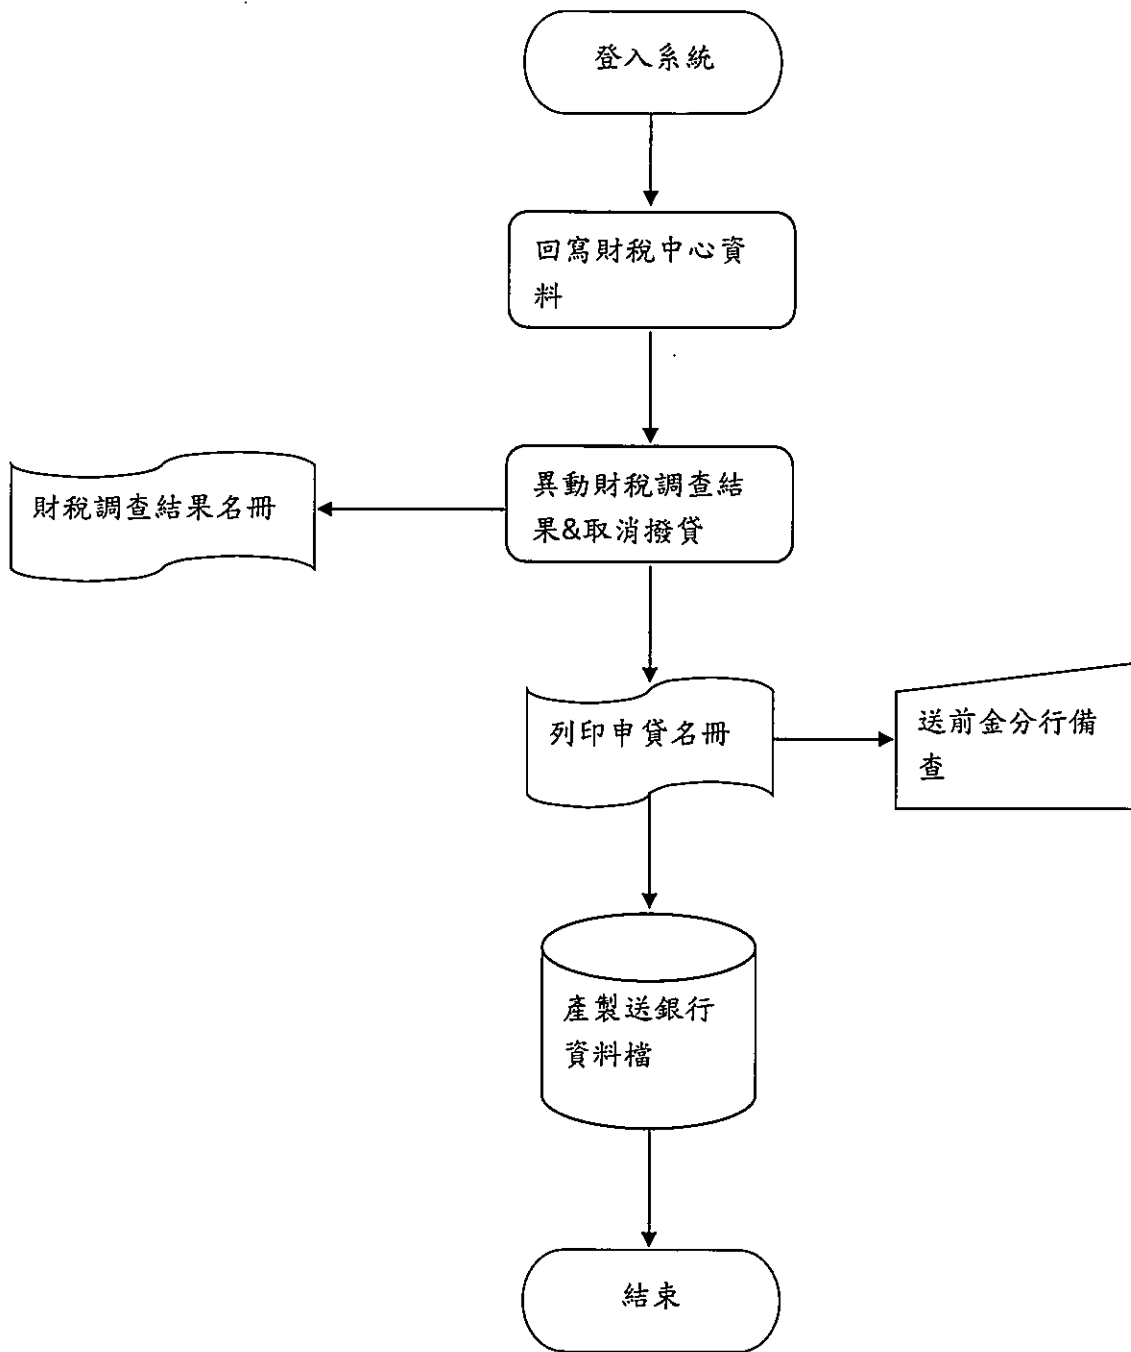 登入系統
回寫財稅中心資
料
異動財稅調查結
果&取消撥貸
財稅調查結果名冊
列印申貸名冊
送前金分行備
查
產製送銀行
資料檔
結束